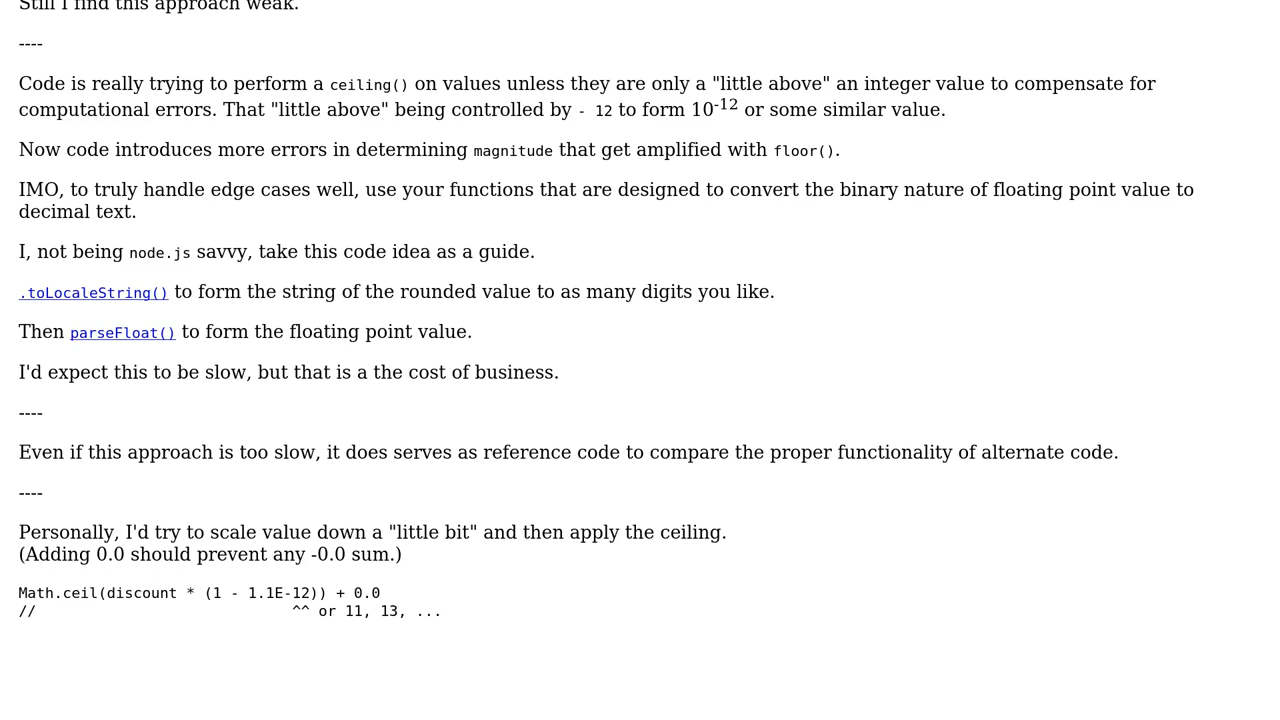 Still I find this approach weak.
----
Code is really trying to perform a ceiling() on values unless they are only a "little above" an integer value to compensate for
computational errors. That "little above" being controlled by - 12 to form 10-12 or some similar value.
Now code introduces more errors in determining magnitude that get amplified with floor().
IMO, to truly handle edge cases well, use your functions that are designed to convert the binary nature of floating point value to
decimal text.
I, not being node.js savvy, take this code idea as a guide.
.toLocaleString() to form the string of the rounded value to as many digits you like.
Then parseFloat() to form the floating point value.
I'd expect this to be slow, but that is a the cost of business.
----
Even if this approach is too slow, it does serves as reference code to compare the proper functionality of alternate code.
----
Personally, I'd try to scale value down a "little bit" and then apply the ceiling.
(Adding 0.0 should prevent any -0.0 sum.)
Math.ceil(discount * (1 - 1.1E-12)) + 0.0
//                             ^^ or 11, 13, ...